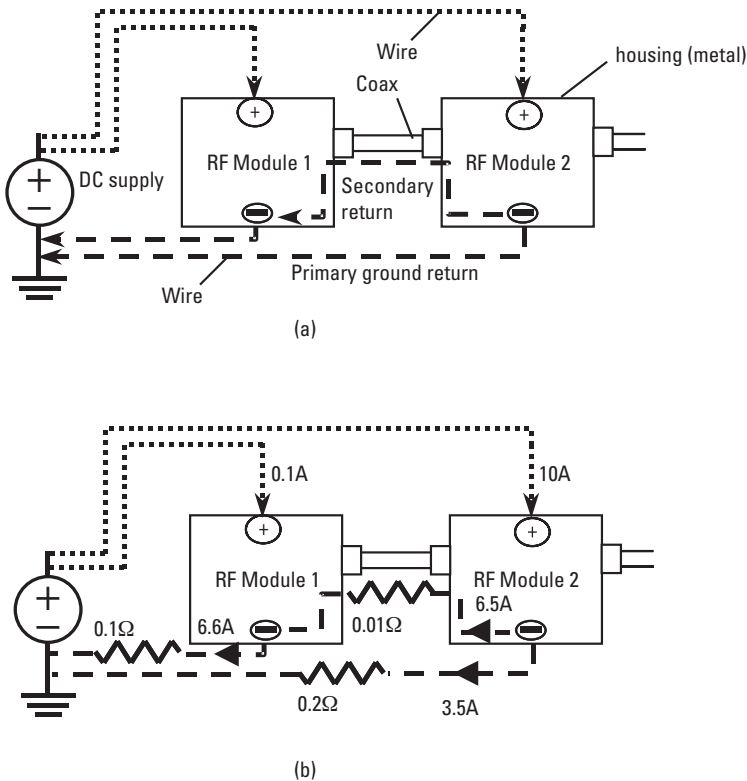 Wire
housing (metal)
Coax
+
+
RF Module 1
RF Module 2
+
−
DC supply
Secondary
return
Primary ground return
Wire
(a)
0.1A
10A
+
+
RF Module 1
RF Module 2
+
−
6.5A
0.1Ω
6.6A
0.01Ω
0.2Ω
3.5A
(b)